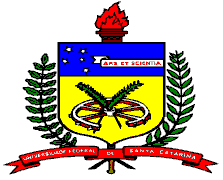 ARS ET SCIENTIA
UNIVERSIDADE FEDERAL DE SANTA CATARINA